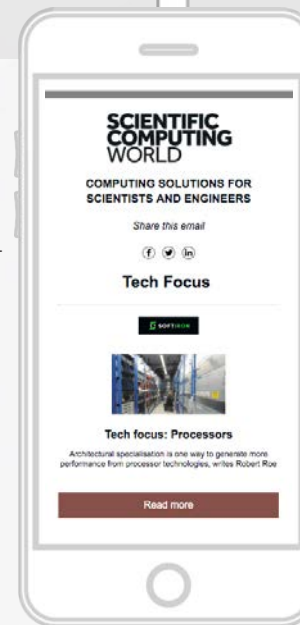 SCIENTIFIC
COMPUTING
WORLD
COMPUTING SOLUTIONS FOR
SCIENTISTS AND ENGINEERS
Share this email
Tech Focus
SOFTIRON
Tech focus: Processors
Architectural specialisation is one way to generate more
performance from processor technologies, writes Robert Roe
Read more